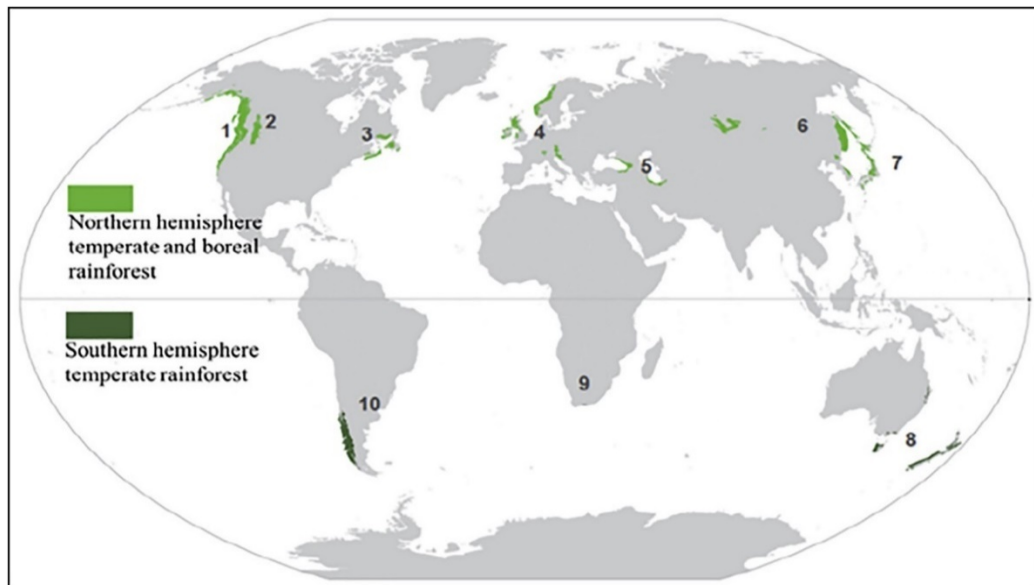 1
2
3
4
5
6
7
Northern hemisphere
temperate and boreal
rainforest
Southern hemisphere
temperate rainforest
9
10
8